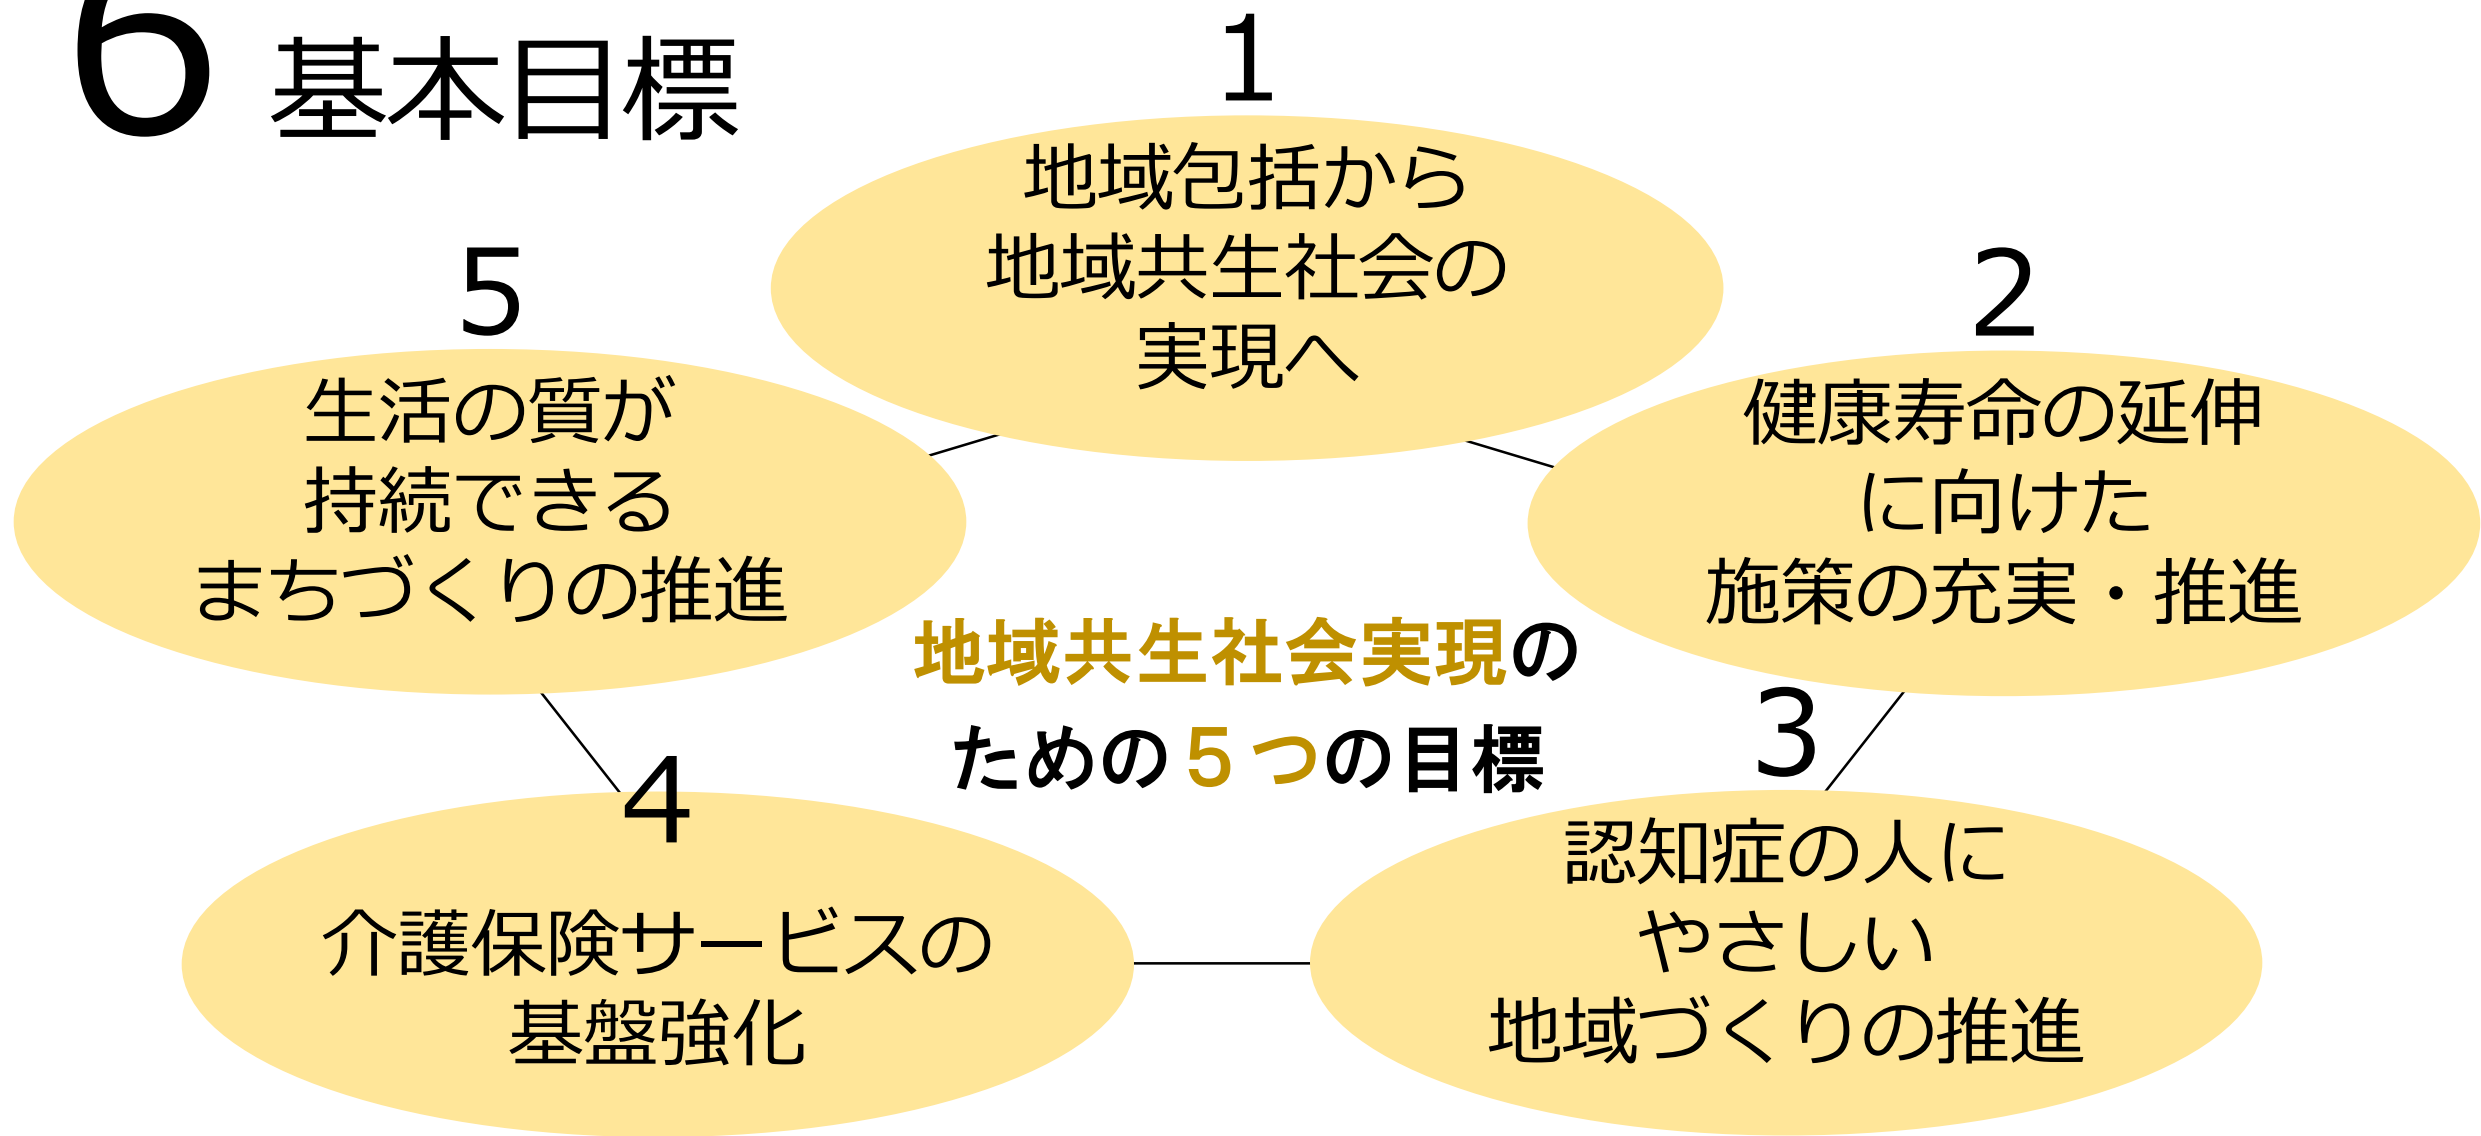 6 基本目標
1
地域包括から
地域共生社会の
実現へ
2
健康寿命の延伸
に向けた
施策の充実・推進
3
認知症の人に
やさしい
地域づくりの推進
4
介護保険サービスの
基盤強化
5
生活の質が
持続できる
まちづくりの推進
地域共生社会実現の
ための５つの目標